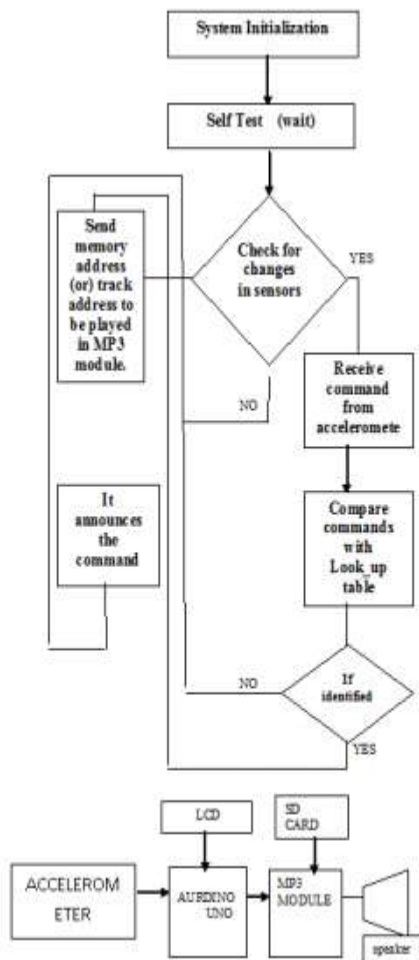 System Initialization
Self Test (wait)
Send
memory
address
(or) track
address to
be played
in MP3
module.
Check for
changes
in sensors
YES
NO
Receive
command
from
acceleromete
It
announces
the
command
Compare
commands
with
Look_up
table
If
identified
NO
YES
LCD
SD
CARD
ACCELEROM
ETER
AURDINO
UNO
MP3
MODULE
speaker